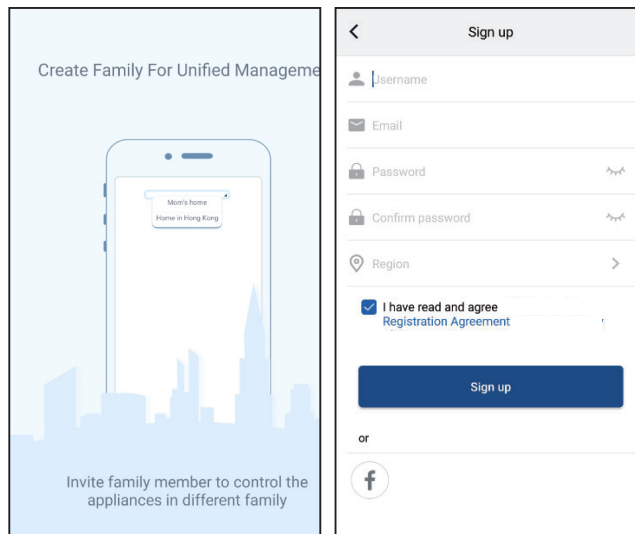 Create Family For Unified Manageme
Mom's home
Home in Hong Kong
Invite family member to control the
appliances in different family
Sign up
Username
Email
Password
Confirm password
Region
I have read and agree
Registration Agreement
Sign up
or
f